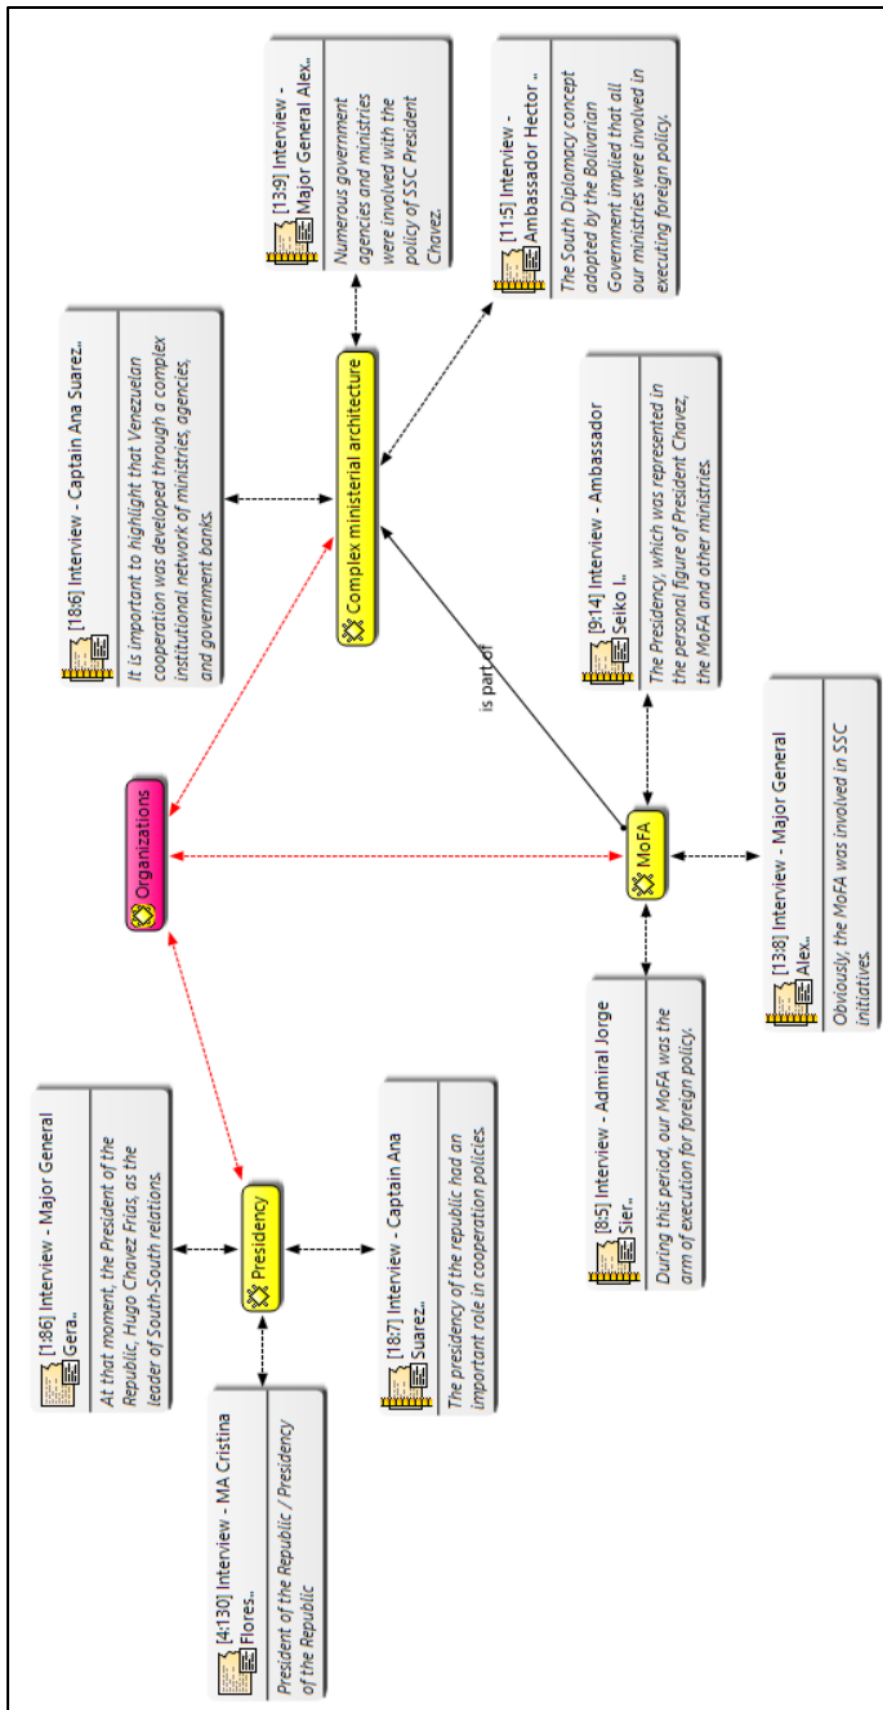 [1:86] Interview - Major General
Gera..
At that moment, the President of the
Republic, Hugo Chavez Frias, as the
leader of South-South relations.
[4:130] Interview - MA Cristina
Flores..
President of the Republic / Presidency
of the Republic
Presidency
[18:7] Interview - Captain Ana
Suarez..
The presidency of the republic had an
important role in cooperation policies.
Organizations
[18:6] Interview - Captain Ana Suarez..
It is important to highlight that Venezuelan
cooperation was developed through a complex
institutional network of ministries, agencies,
and government banks.
[13:9] Interview -
Major General Alex..
Numerous government
agencies and ministries
were involved with the
policy of SSC President
Chavez.
Complex ministerial architecture
[11:5] Interview -
Ambassador Hector ..
The South Diplomacy concept
adopted by the Bolivarian
Government implied that all
our ministries were involved in
executing foreign policy.
is part of
[8:5] Interview - Admiral Jorge
Sier..
During this period, our MoFA was the
arm of execution for foreign policy.
MoFA
[9:14] Interview - Ambassador
Seiko I..
The Presidency, which was represented in
the personal figure of President Chavez,
the MoFA and other ministries.
[13:8] Interview - Major General
Alex..
Obviously, the MoFA was involved in SSC
initiatives.